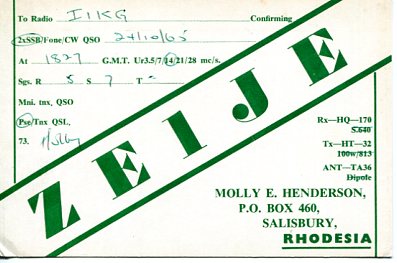 To Radio I1KG Confirming
2xSSB/Fone/CW QSO 24/10/65
At 1827 G.M.T. Ur3.5/7/14/21/28 mc/s.
Sgs. R 5 S 7 T -
Mni. tnx, QSO
Pse/Tnx QSL,
73. Molly
ZE1JE
Rx—HQ—170
S.640
Tx—HT—32
100w/813
ANT—TA36
Dipole
MOLLY E. HENDERSON,
P.O. BOX 460,
SALISBURY,
RHODESIA